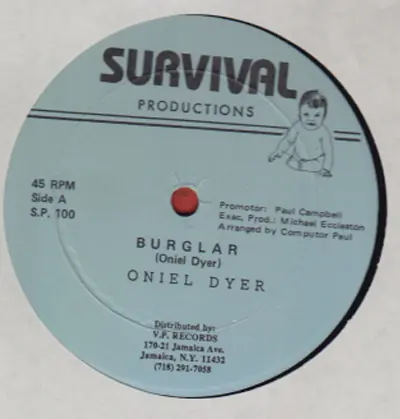 SURVIVAL
PRODUCTIONS
45 RPM
Side A
S.P. 100
Promotor: Paul Campbell
Exac, Prod.: Michael Eccleston
Arranged by Computor Paul
BURGLAR
(Oniel Dyer)
ONIEL DYER
Distributed by:
V.P. RECORDS
170-21 Jamaica Ave.
Jamaica, N.Y. 11432
(718) 291-7058